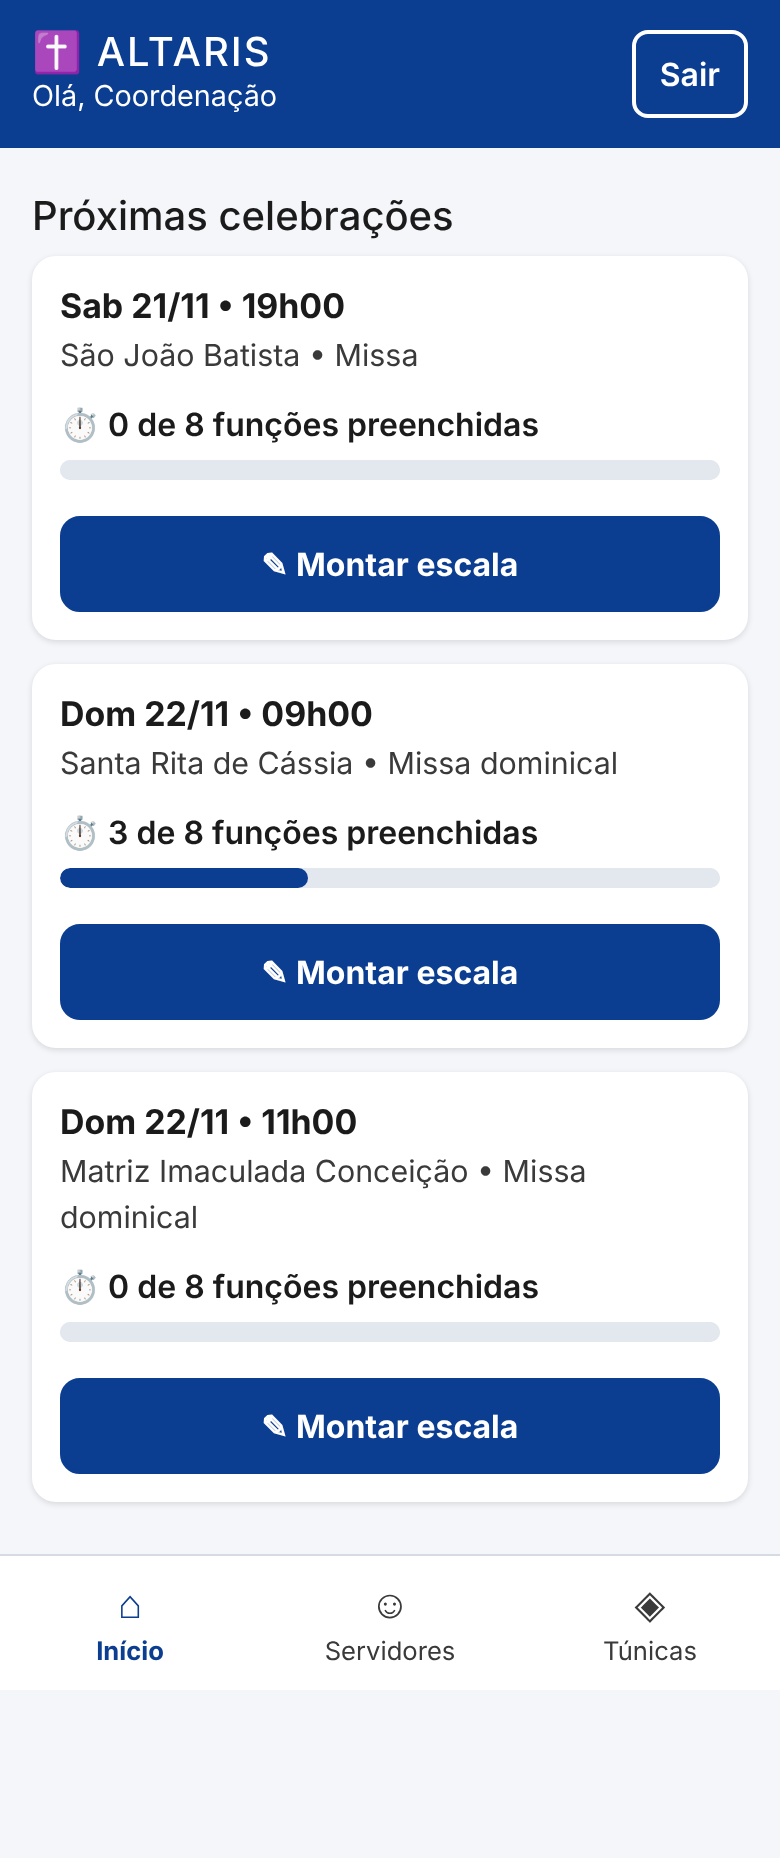 ✝️ ALTARIS
Olá, Coordenação
Sair
Próximas celebrações
Sab 21/11 • 19h00
São João Batista • Missa
⏱️ 0 de 8 funções preenchidas
✎ Montar escala
Dom 22/11 • 09h00
Santa Rita de Cássia • Missa dominical
⏱️ 3 de 8 funções preenchidas
✎ Montar escala
Dom 22/11 • 11h00
Matriz Imaculada Conceição • Missa
dominical
⏱️ 0 de 8 funções preenchidas
✎ Montar escala
Início
Servidores
Túnicas